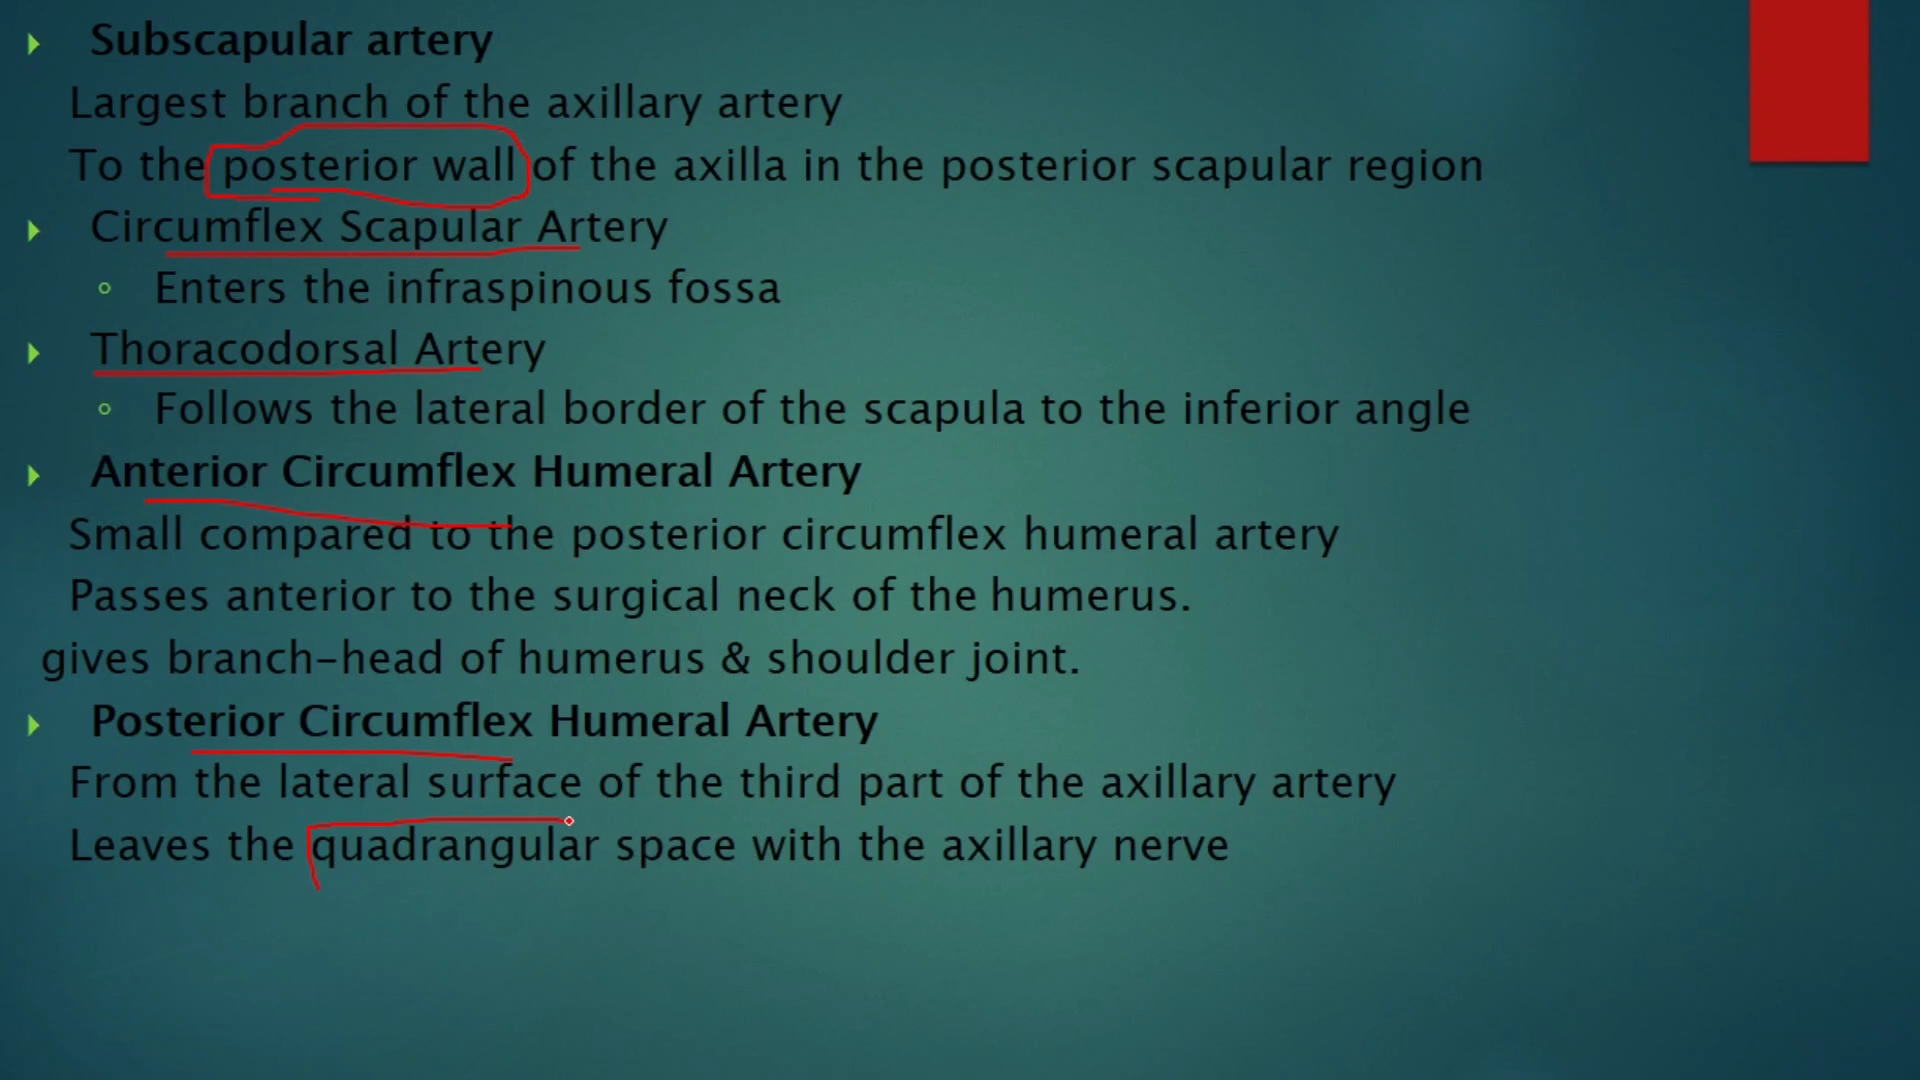 Subscapular artery
Largest branch of the axillary artery
To the posterior wall of the axilla in the posterior scapular region
Circumflex Scapular Artery
Enters the infraspinous fossa
Thoracodorsal Artery
Follows the lateral border of the scapula to the inferior angle
Anterior Circumflex Humeral Artery
Small compared to the posterior circumflex humeral artery
Passes anterior to the surgical neck of the humerus.
gives branch-head of humerus & shoulder joint.
Posterior Circumflex Humeral Artery
From the lateral surface of the third part of the axillary artery
Leaves the quadrangular space with the axillary nerve